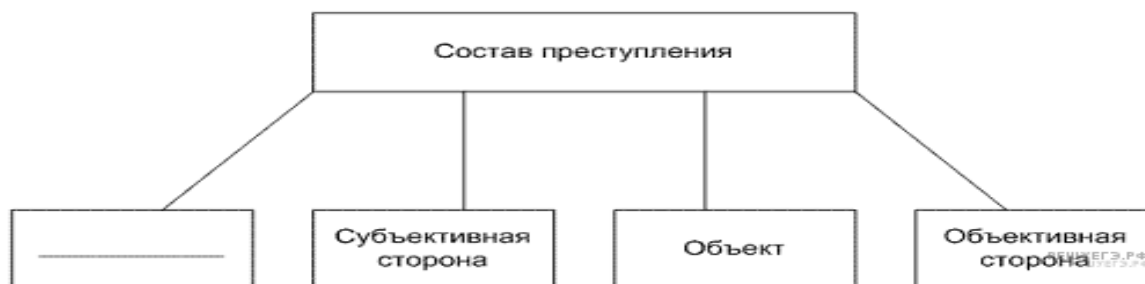 Состав преступления
Субъективная
сторона
Объект
Объективная
сторона